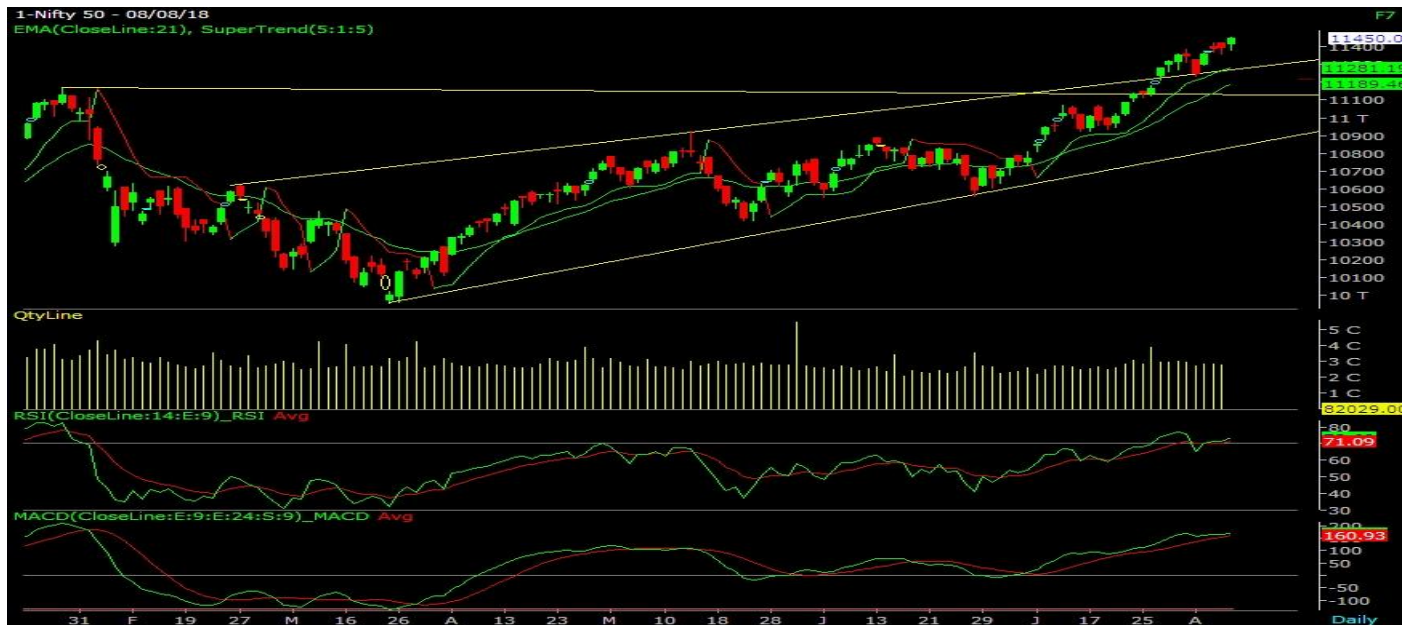 1-Nifty 50 - 08/08/18 F7
EMA(CloseLine:21), SuperTrend(5:1:5)
11450.0
11400
11281.19
11189.46
11100
11 T
10900
10800
10700
10600
10500
10400
10300
10200
10100
10 T
QtyLine
5 C
4 C
3 C
2 C
1 C
82029.00
RSI(CloseLine:14:E:9)_RSI Avg
80
71.09
60
50
40
30
MACD(CloseLine:E:9:E:24:S:9)_MACD Avg
200
160.93
100
50
-50
-100
31 F 19 27 M 16 26 A 13 23 M 10 18 28 J 13 21 29 J 17 25 A Daily